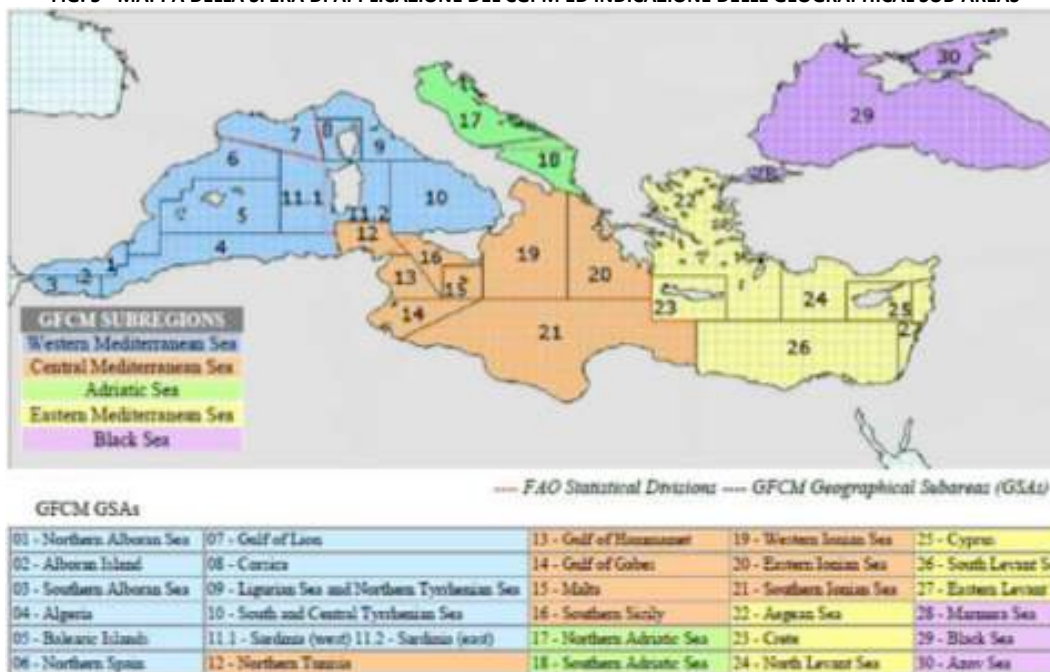 FIG. 3 - MAPPA DELLA SFERA DI APPLICAZIONE DEL CGPM ED INDICAZIONE DELLE GEOGRAPHICAL SUB AREAS
30
29
17
8
7
9
18
28
6
22
11.1
10
5
11.2
12
4
16
19
1
13
20
2
3
15
24
23
25
14
27
21
26
GFCM SUBREGIONS
Western Mediterranean Sea
Central Mediterranean Sea
Adriatic Sea
Eastern Mediterranean Sea
Black Sea
---- FAO Statistical Divisions ---- GFCM Geographical Subareas (GSAs)
GFCM GSAs
01 - Northern Alboran Sea 07 - Gulf of Lion 13 - Gulf of Hammamet 19 - Western Ionian Sea 25 - Cyprus
02 - Alboran Island 08 - Corsica 14 - Gulf of Gabes 20 - Eastern Ionian Sea 26 - South Levant S
03 - Southern Alboran Sea 09 - Ligurian Sea and Northern Tyrrhenian Sea 15 - Malta 21 - Southern Ionian Sea 27 - Eastern Levant
04 - Algeria 10 - South and Central Tyrrhenian Sea 16 - Southern Sicily 22 - Aegean Sea 28 - Marmara Sea
05 - Balearic Islands 11.1 - Sardinia (west) 11.2 - Sardinia (east) 17 - Northern Adriatic Sea 23 - Crete 29 - Black Sea
06 - Northern Spain 12 - Northern Tunisia 18 - Southern Adriatic Sea 24 - North Levant Sea 30 - Azov Sea